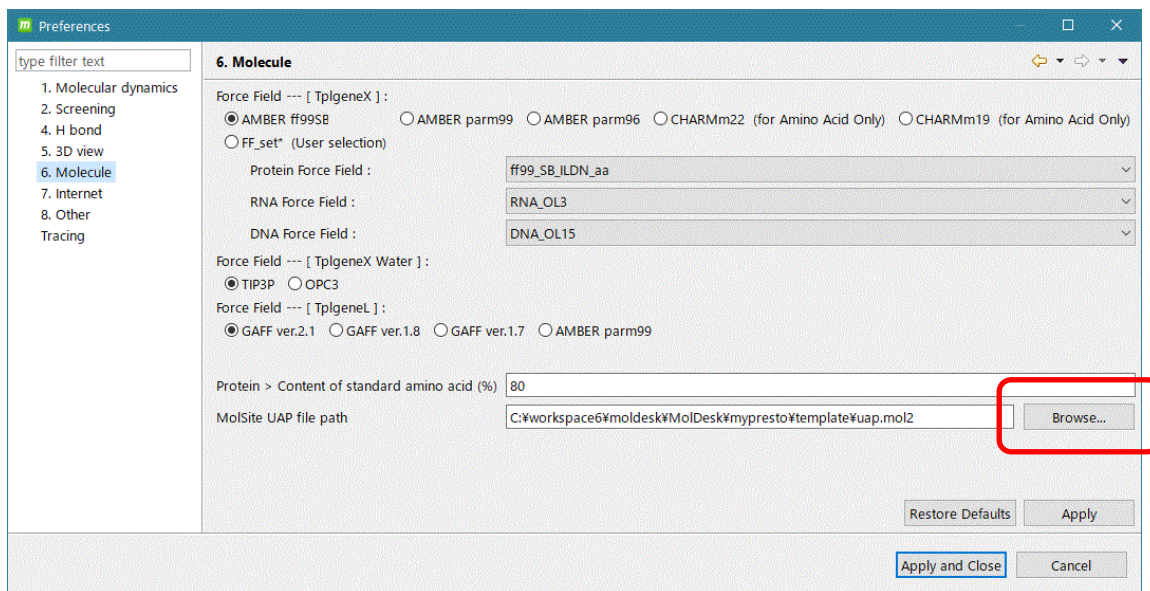 Preferences
type filter text
1. Molecular dynamics
2. Screening
4. H bond
5. 3D view
6. Molecule
7. Internet
8. Other
Tracing
6. Molecule
Force Field --- [ TplgeneX ] :
AMBER ff99SB AMBER parm99 AMBER parm96 CHARMm22 (for Amino Acid Only) CHARMm19 (for Amino Acid Only)
FF_set* (User selection)
Protein Force Field : ff99_SB_ILDN_aa
RNA Force Field : RNA_OL3
DNA Force Field : DNA_OL15
Force Field --- [ TplgeneX Water ] :
TIP3P OPC3
Force Field --- [ TplgeneL ] :
GAFF ver.2.1 GAFF ver.1.8 GAFF ver.1.7 AMBER parm99
Protein > Content of standard amino acid (%) 80
MolSite UAP file path C:¥workspace6¥moldesk¥MolDesk¥mypresto¥template¥uap.mol2 Browse...
Restore Defaults Apply
Apply and Close Cancel